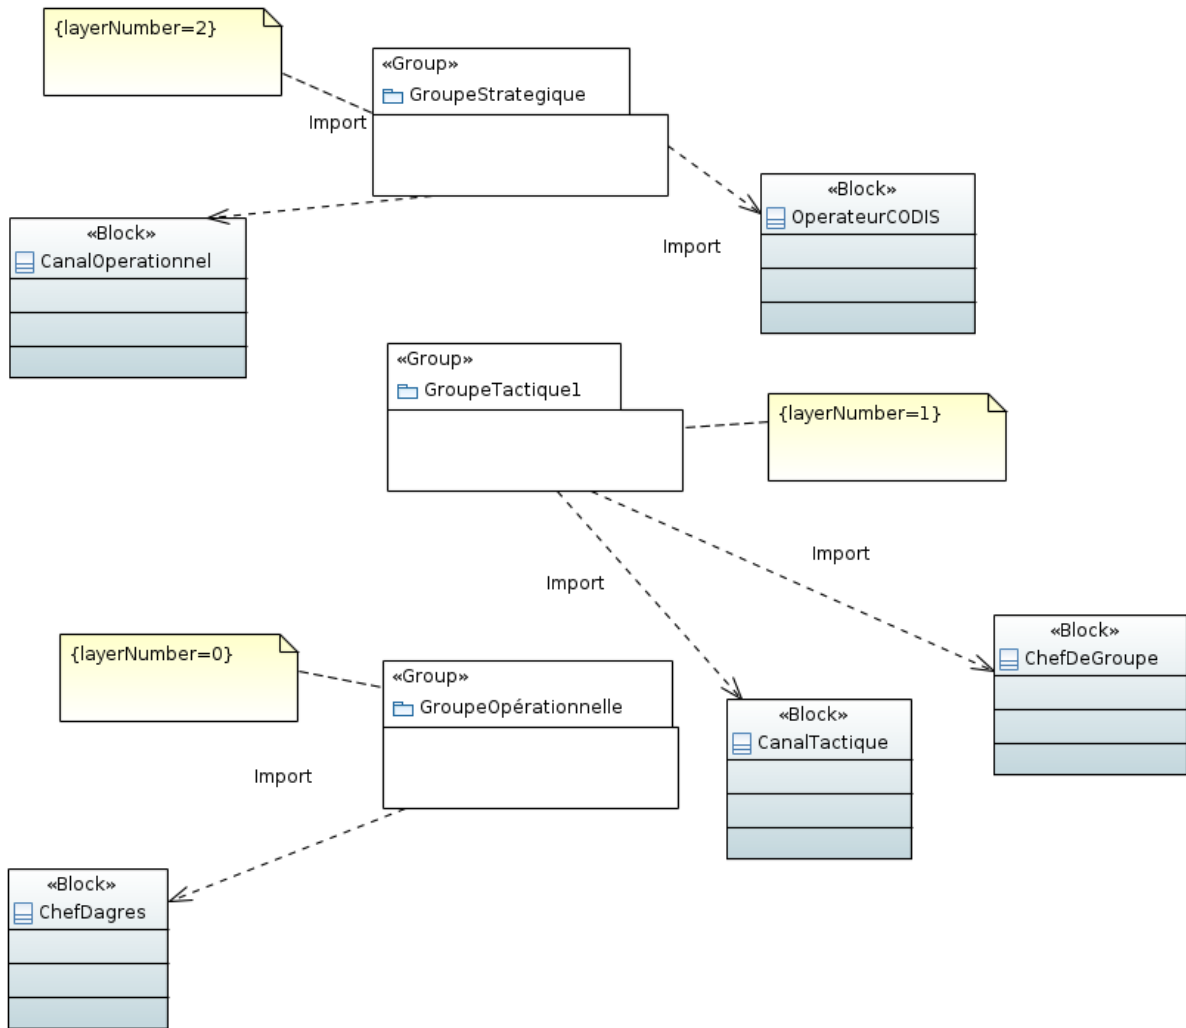 {layerNumber=2}
«Group»
GroupeStrategique
Import
«Block»
OperateurCODIS
«Block»
CanalOperationnel
Import
«Group»
GroupeTactique1
{layerNumber=1}
Import
Import
«Block»
ChefDeGroupe
{layerNumber=0}
«Group»
GroupeOpérationnelle
«Block»
CanalTactique
Import
«Block»
ChefDagres